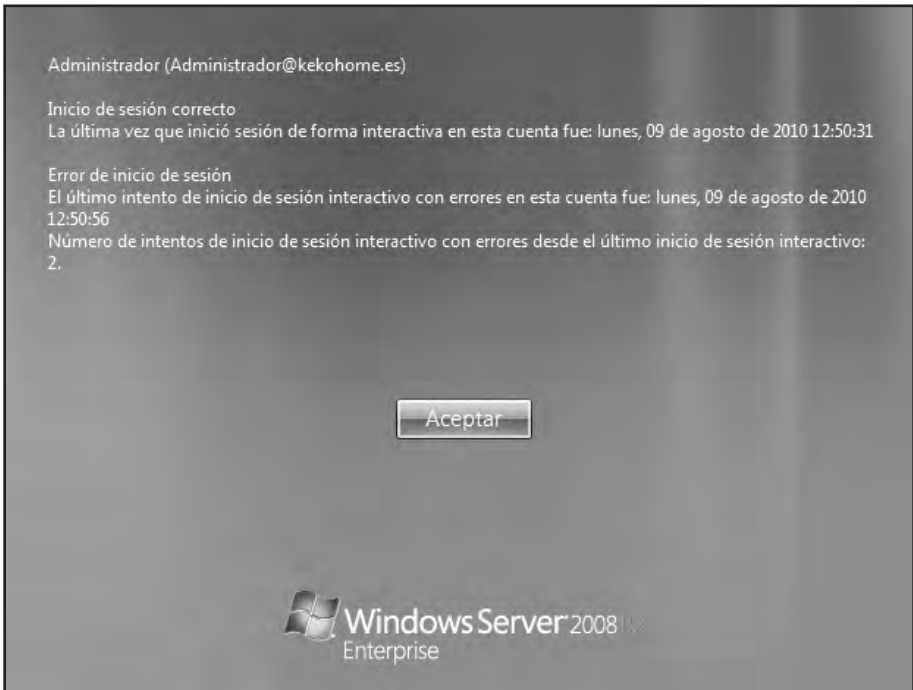 Administrador (Administrador@kekohome.es)
Inicio de sesión correcto
La última vez que inició sesión de forma interactiva en esta cuenta fue: lunes, 09 de agosto de 2010 12:50:31
Error de inicio de sesión
El último intento de inicio de sesión interactivo con errores en esta cuenta fue: lunes, 09 de agosto de 2010
12:50:56
Número de intentos de inicio de sesión interactivo con errores desde el último inicio de sesión interactivo:
2.
Aceptar
Windows Server 2008
Enterprise